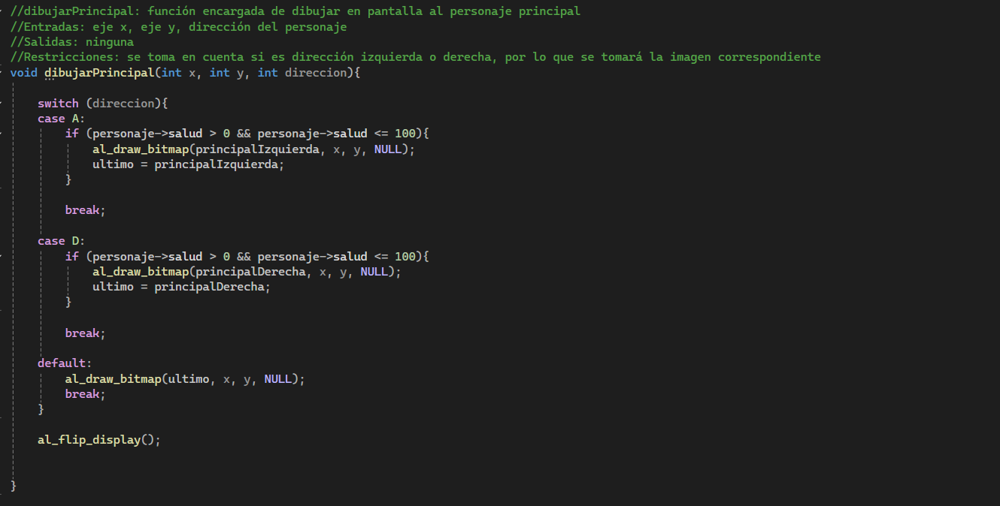 //dibujarPrincipal: función encargada de dibujar en pantalla al personaje principal
//Entradas: eje x, eje y, dirección del personaje
//Salidas: ninguna
//Restricciones: se toma en cuenta si es dirección izquierda o derecha, por lo que se tomará la imagen correspondiente
void dibujarPrincipal(int x, int y, int direccion){
switch (direccion){
case A:
if (personaje->salud > 0 && personaje->salud <= 100){
al_draw_bitmap(principalIzquierda, x, y, NULL);
ultimo = principalIzquierda;
}
break;
case D:
if (personaje->salud > 0 && personaje->salud <= 100){
al_draw_bitmap(principalDerecha, x, y, NULL);
ultimo = principalDerecha;
}
break;
default:
al_draw_bitmap(ultimo, x, y, NULL);
break;
}
al_flip_display();
}